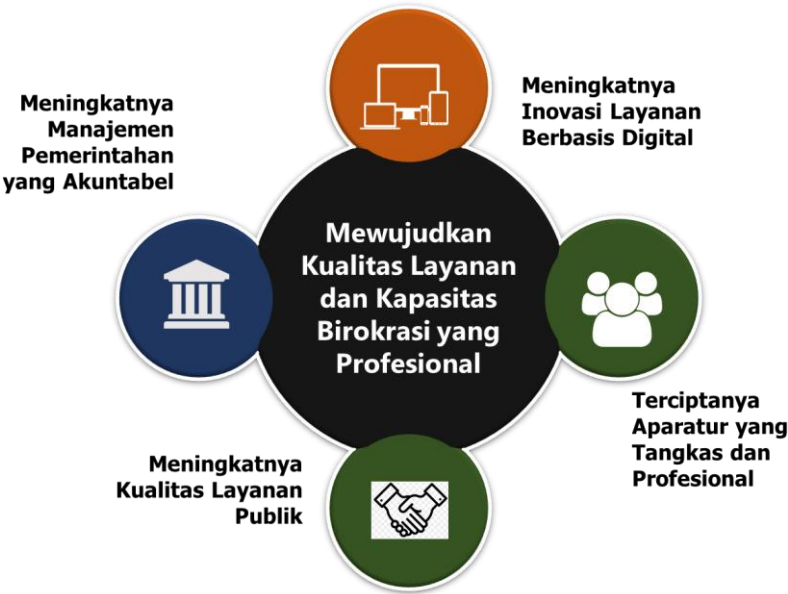 Meningkatnya
Inovasi Layanan
Berbasis Digital
Meningkatnya
Manajemen
Pemerintahan
yang Akuntabel
Mewujudkan
Kualitas Layanan
dan Kapasitas
Birokrasi yang
Profesional
Terciptanya
Aparatur yang
Tangkas dan
Profesional
Meningkatnya
Kualitas Layanan
Publik